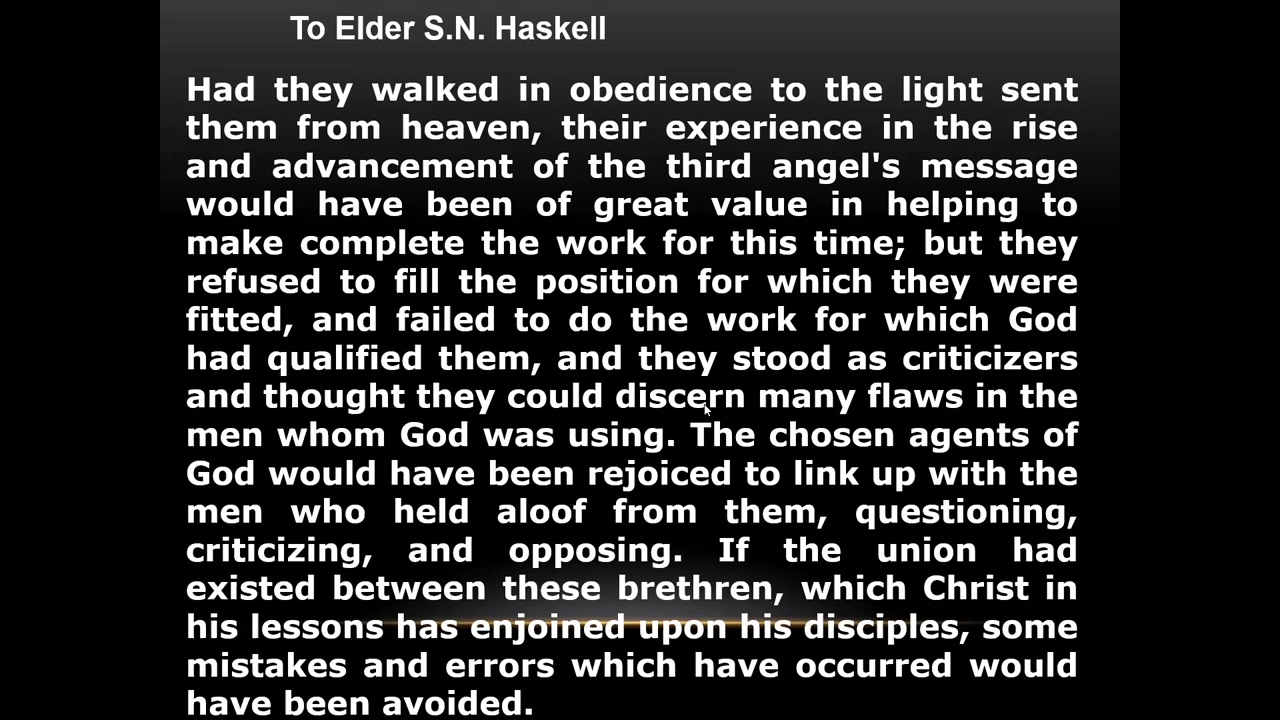 To Elder S.N. Haskell
Had they walked in obedience to the light sent
them from heaven, their experience in the rise
and advancement of the third angel's message
would have been of great value in helping to
make complete the work for this time; but they
refused to fill the position for which they were
fitted, and failed to do the work for which God
had qualified them, and they stood as criticizers
and thought they could discern many flaws in the
men whom God was using. The chosen agents of
God would have been rejoiced to link up with the
men who held aloof from them, questioning,
criticizing, and opposing. If the union had
existed between these brethren, which Christ in
his lessons has enjoined upon his disciples, some
mistakes and errors which have occurred would
have been avoided.